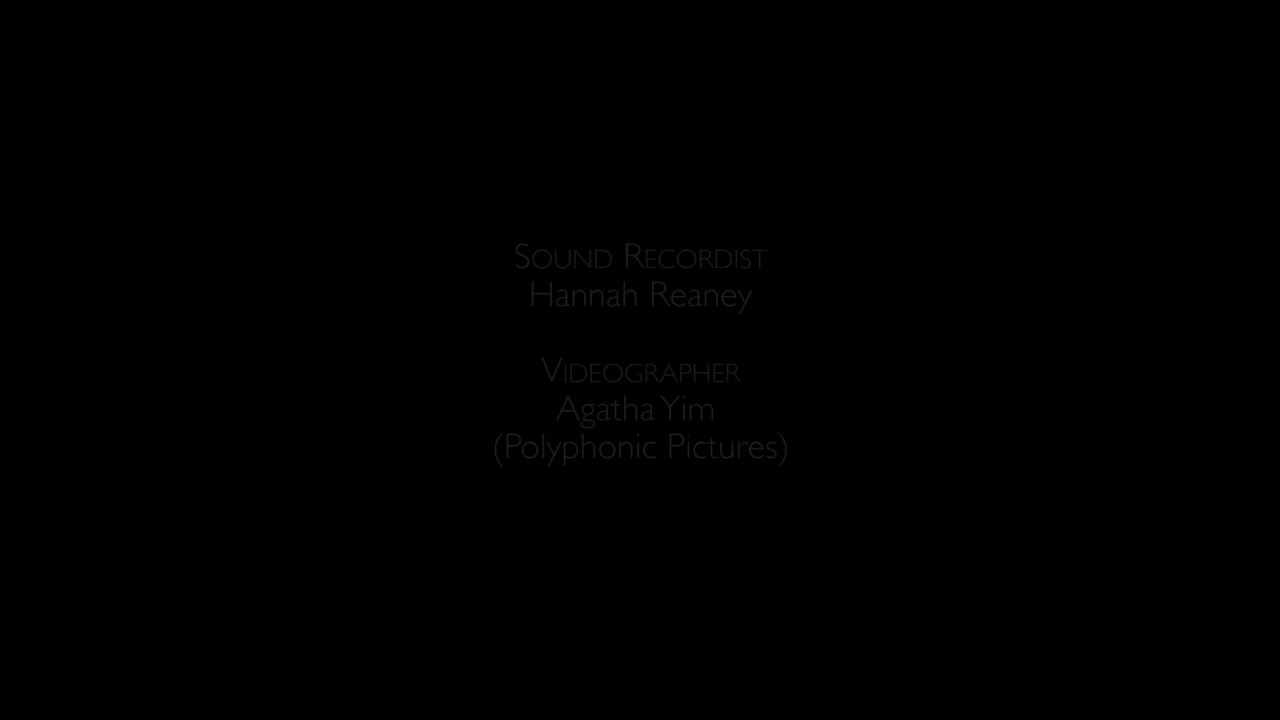 Sound Recordist
Hannah Reaney
Videographer
Agatha Yim
(Polyphonic Pictures)